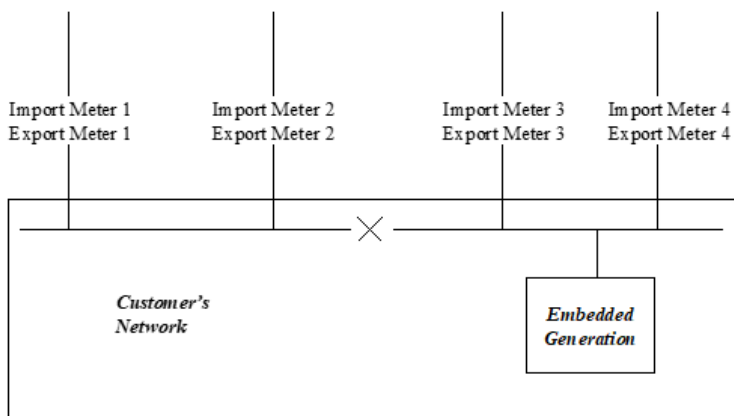 Import Meter 1
Export Meter 1
Import Meter 2
Export Meter 2
Import Meter 3
Export Meter 3
Import Meter 4
Export Meter 4
Customer's
Network
Embedded
Generation